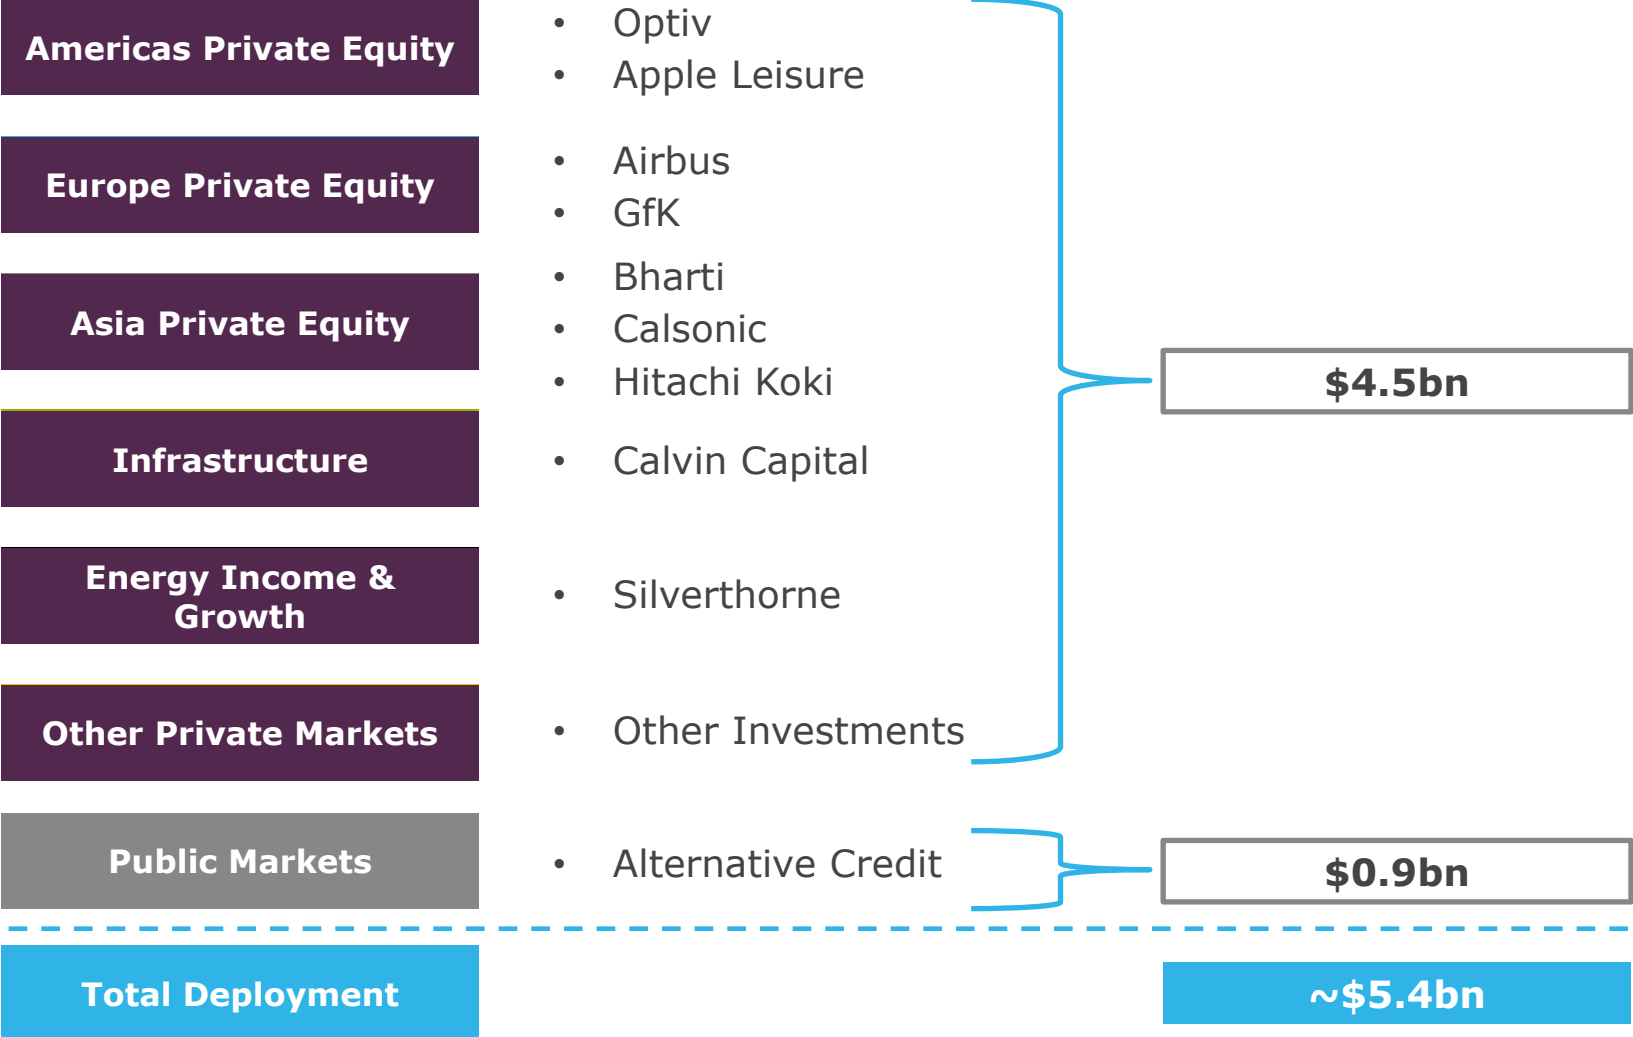 Americas Private Equity
• Optiv
• Apple Leisure
Europe Private Equity
• Airbus
• GfK
Asia Private Equity
• Bharti
• Calsonic
• Hitachi Koki
$4.5bn
Infrastructure
• Calvin Capital
Energy Income &
Growth
• Silverthorne
Other Private Markets
• Other Investments
Public Markets
• Alternative Credit
$0.9bn
Total Deployment
~$5.4bn